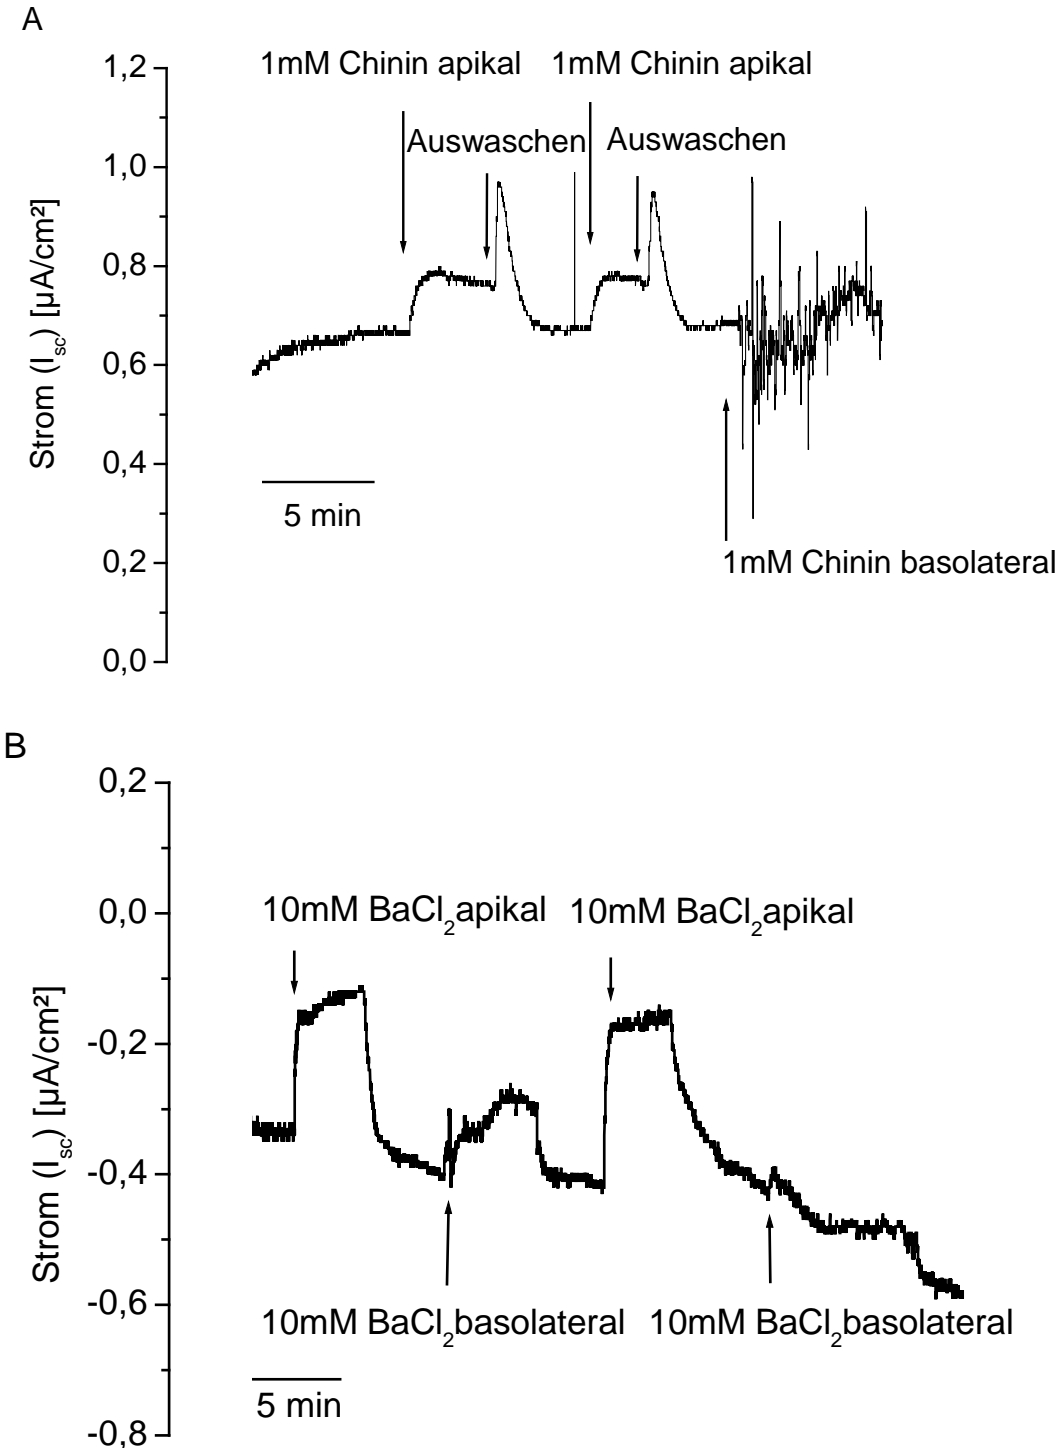 A
1,2
1mM Chinin apikal 1mM Chinin apikal
Auswaschen Auswaschen
1,0
0,8
0,6
0,4
0,2
0,0
Strom (Isc) [µA/cm²]
5 min
1mM Chinin basolateral
B
0,2
0,0
10mM BaCl2apikal 10mM BaCl2apikal
-0,2
-0,4
-0,6
-0,8
Strom (Isc) [µA/cm²]
10mM BaCl2basolateral 10mM BaCl2basolateral
5 min